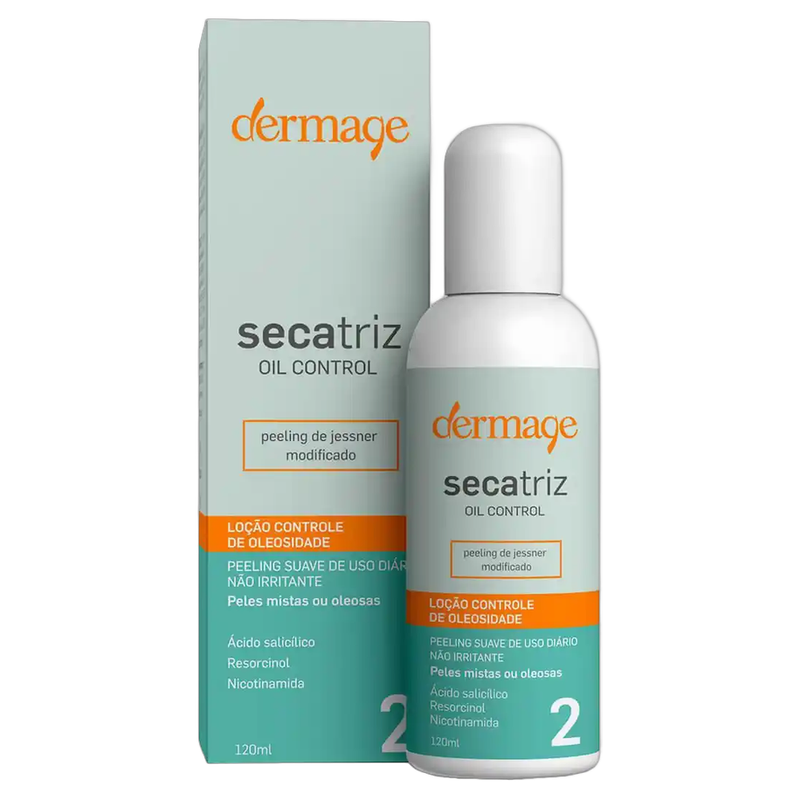 dermage
secatriz
OIL CONTROL
peeling de jessner
modificado
LOÇÃO CONTROLE
DE OLEOSIDADE
PEELING SUAVE DE USO DIÁR
NÃO IRRITANTE
Peles mistas ou oleosas
Ácido salicílico
Resorcinol
Nicotinamida
120ml
2
dermage
secatriz
OIL CONTROL
peeling de jessner
modificado
LOÇÃO CONTROLE
DE OLEOSIDADE
PEELING SUAVE DE USO DIÁRIO
NÃO IRRITANTE
Peles mistas ou oleosas
Ácido salicílico
Resorcinol
Nicotinamida
120ml
2